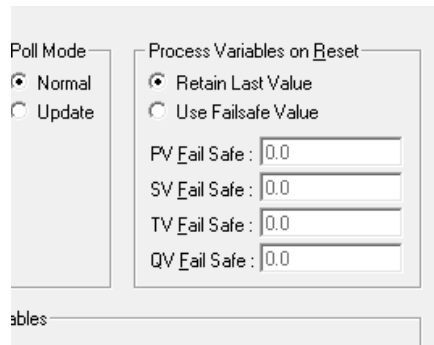 Poll Mode
Normal
Update
Process Variables on Reset
Retain Last Value
Use Failsafe Value
PV Fail Safe : 0.0
SV Fail Safe : 0.0
TV Fail Safe : 0.0
QV Fail Safe : 0.0
ables